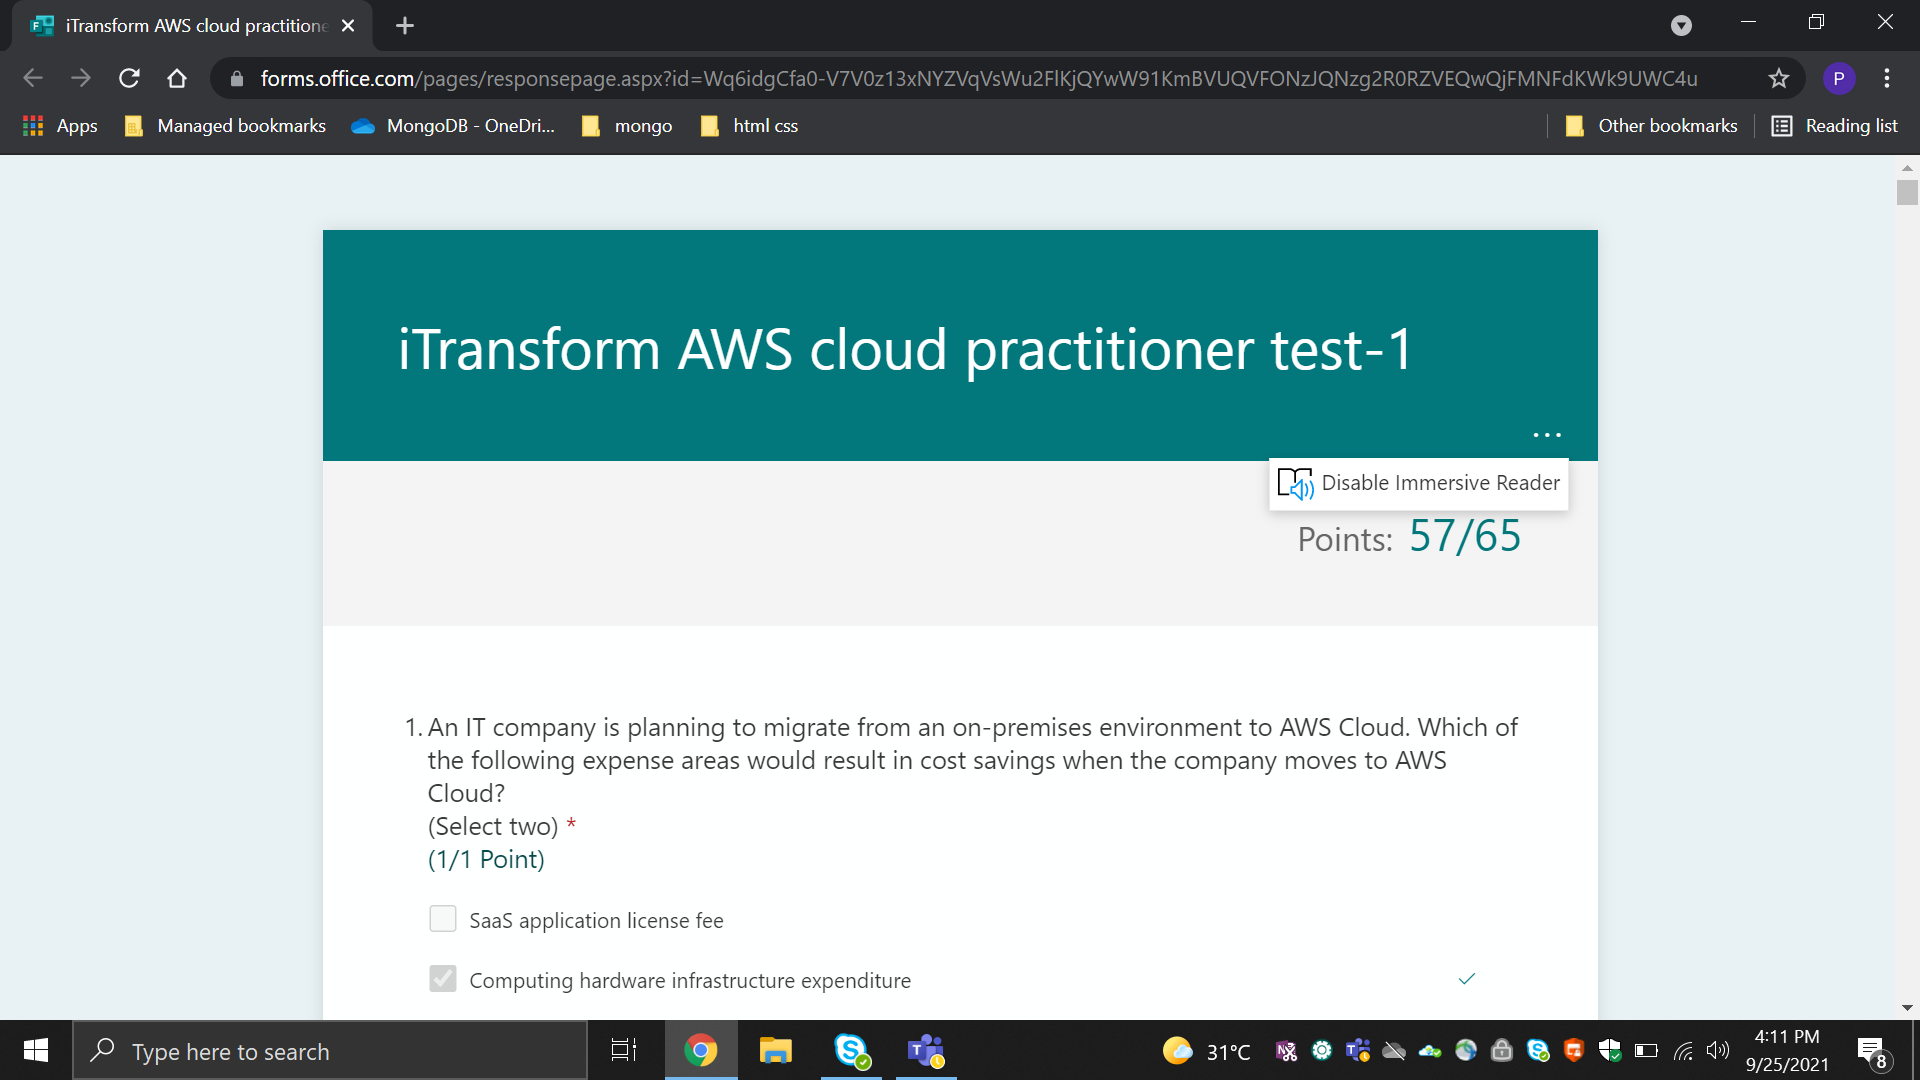 iTransform AWS cloud practitione
forms.office.com/pages/responsepage.aspx?id=Wq6idgCfa0-V7V0z13xNYZVqVsWu2FlKjQYwW91KmBVUQVFONzJQNzg2R0RZVEQwQjFMNFdKWk9UWC4u
P
Apps
Managed bookmarks
MongoDB - OneDri...
mongo
html css
Other bookmarks
Reading list
iTransform AWS cloud practitioner test-1
...
Disable Immersive Reader
Points: 57/65
1. An IT company is planning to migrate from an on-premises environment to AWS Cloud. Which of
the following expense areas would result in cost savings when the company moves to AWS
Cloud?
(Select two) *
(1/1 Point)
SaaS application license fee
Computing hardware infrastructure expenditure
Type here to search
31°C
4:11 PM
9/25/2021
8